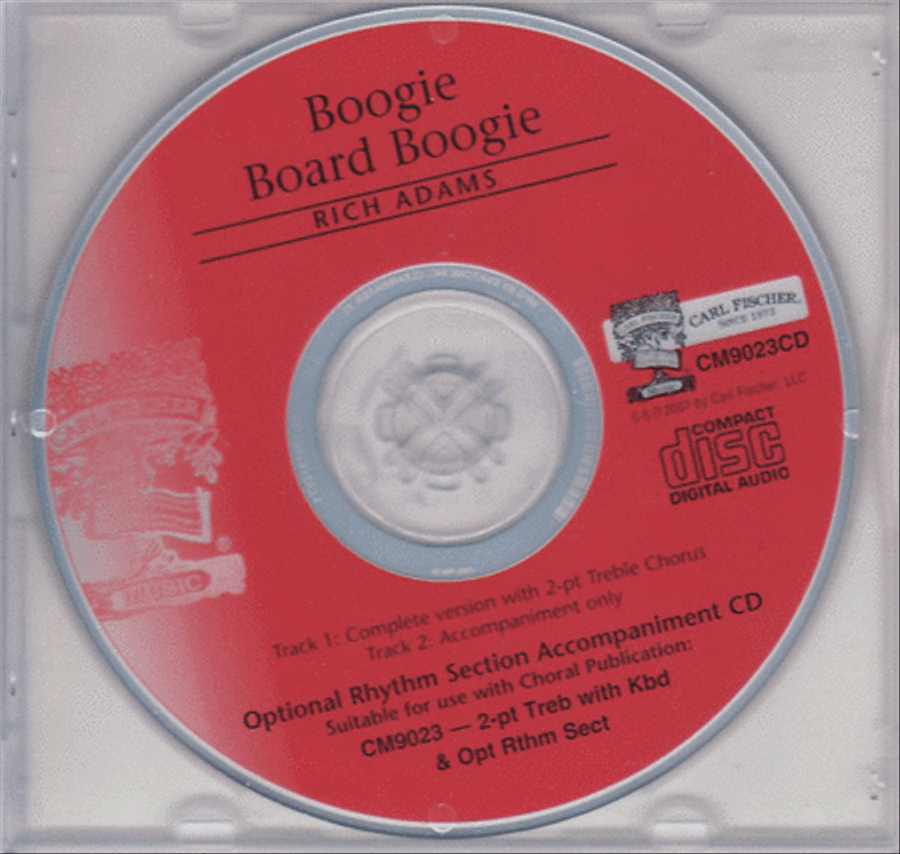 Boogie
Board Boogie
RICH ADAMS
CARL FISCHER
CARL FISCHER®
SINCE 1872
CM9023CD
2007 by Carl Fischer, LLC
COMPACT
disc
DIGITAL AUDIO
MUSIC
Track 1: Complete version with 2-pt Treble Chorus
Track 2: Accompaniment only
Optional Rhythm Section Accompaniment CD
Suitable for use with Choral Publication:
CM9023 — 2-pt Treb with Kbd
& Opt Rthm Sect